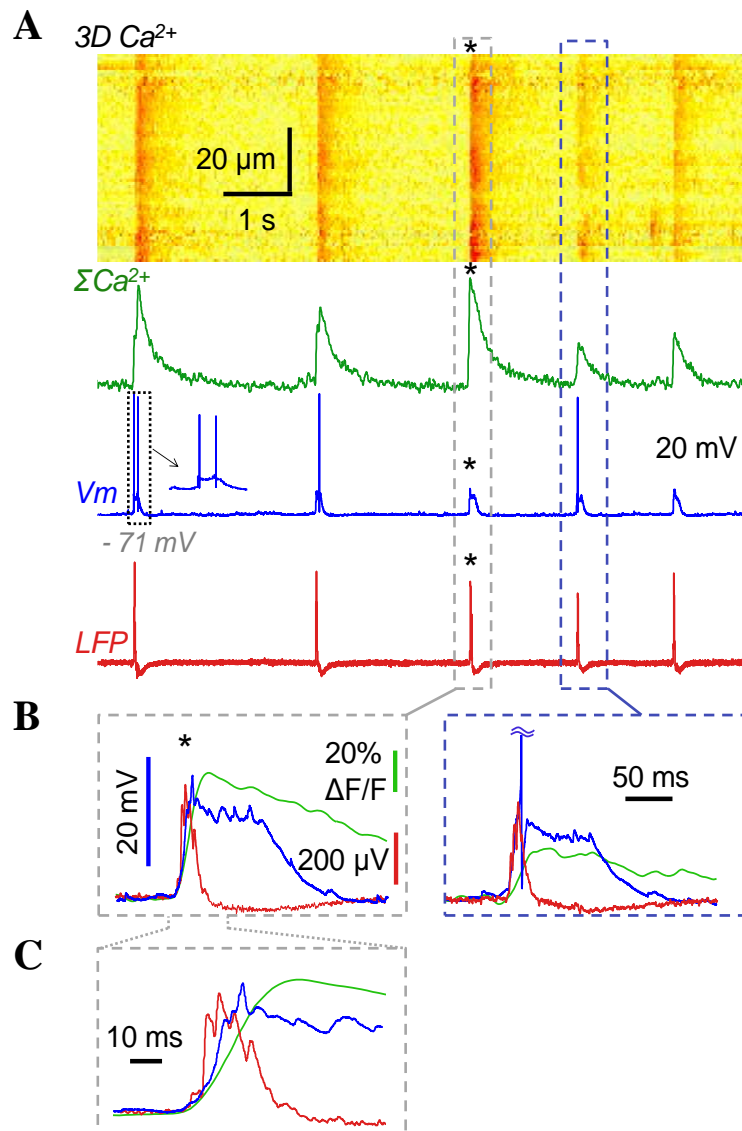 A
3D Ca²⁺
*
20 µm
1 s
ΣCa²⁺
*
20 mV
Vm
*
- 71 mV
*
LFP
B
*
20%
ΔF/F
20 mV
200 µV
50 ms
C
10 ms